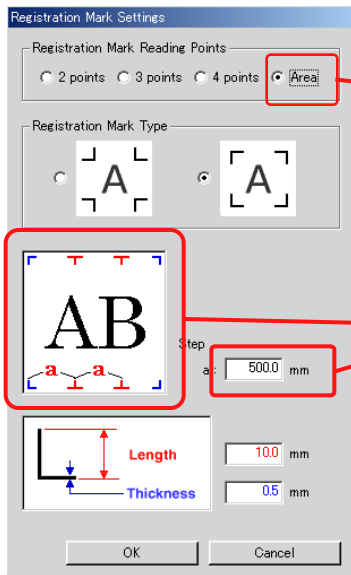 Registration Mark Settings
Registration Mark Reading Points
2 points 3 points 4 points Area
Registration Mark Type
A A
AB
a a
Step
a: 500.0 mm
Length 10.0 mm
Thickness 0.5 mm
OK Cancel